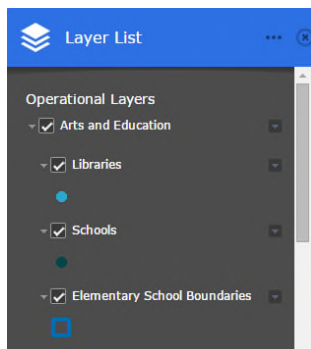 Layer List
Operational Layers
Arts and Education
Libraries
Schools
Elementary School Boundaries